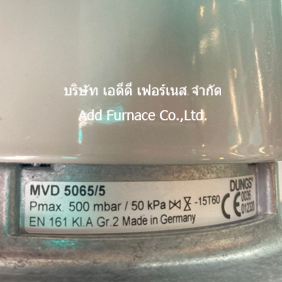 บริษัท เอดีดี เฟอร์เนส จำกัด
Add Furnace Co.,Ltd.
MVD 5065/5
Pmax. 500 mbar / 50 kPa -15T60
EN 161 Kl.A Gr.2 Made in Germany
DUNGS
CE